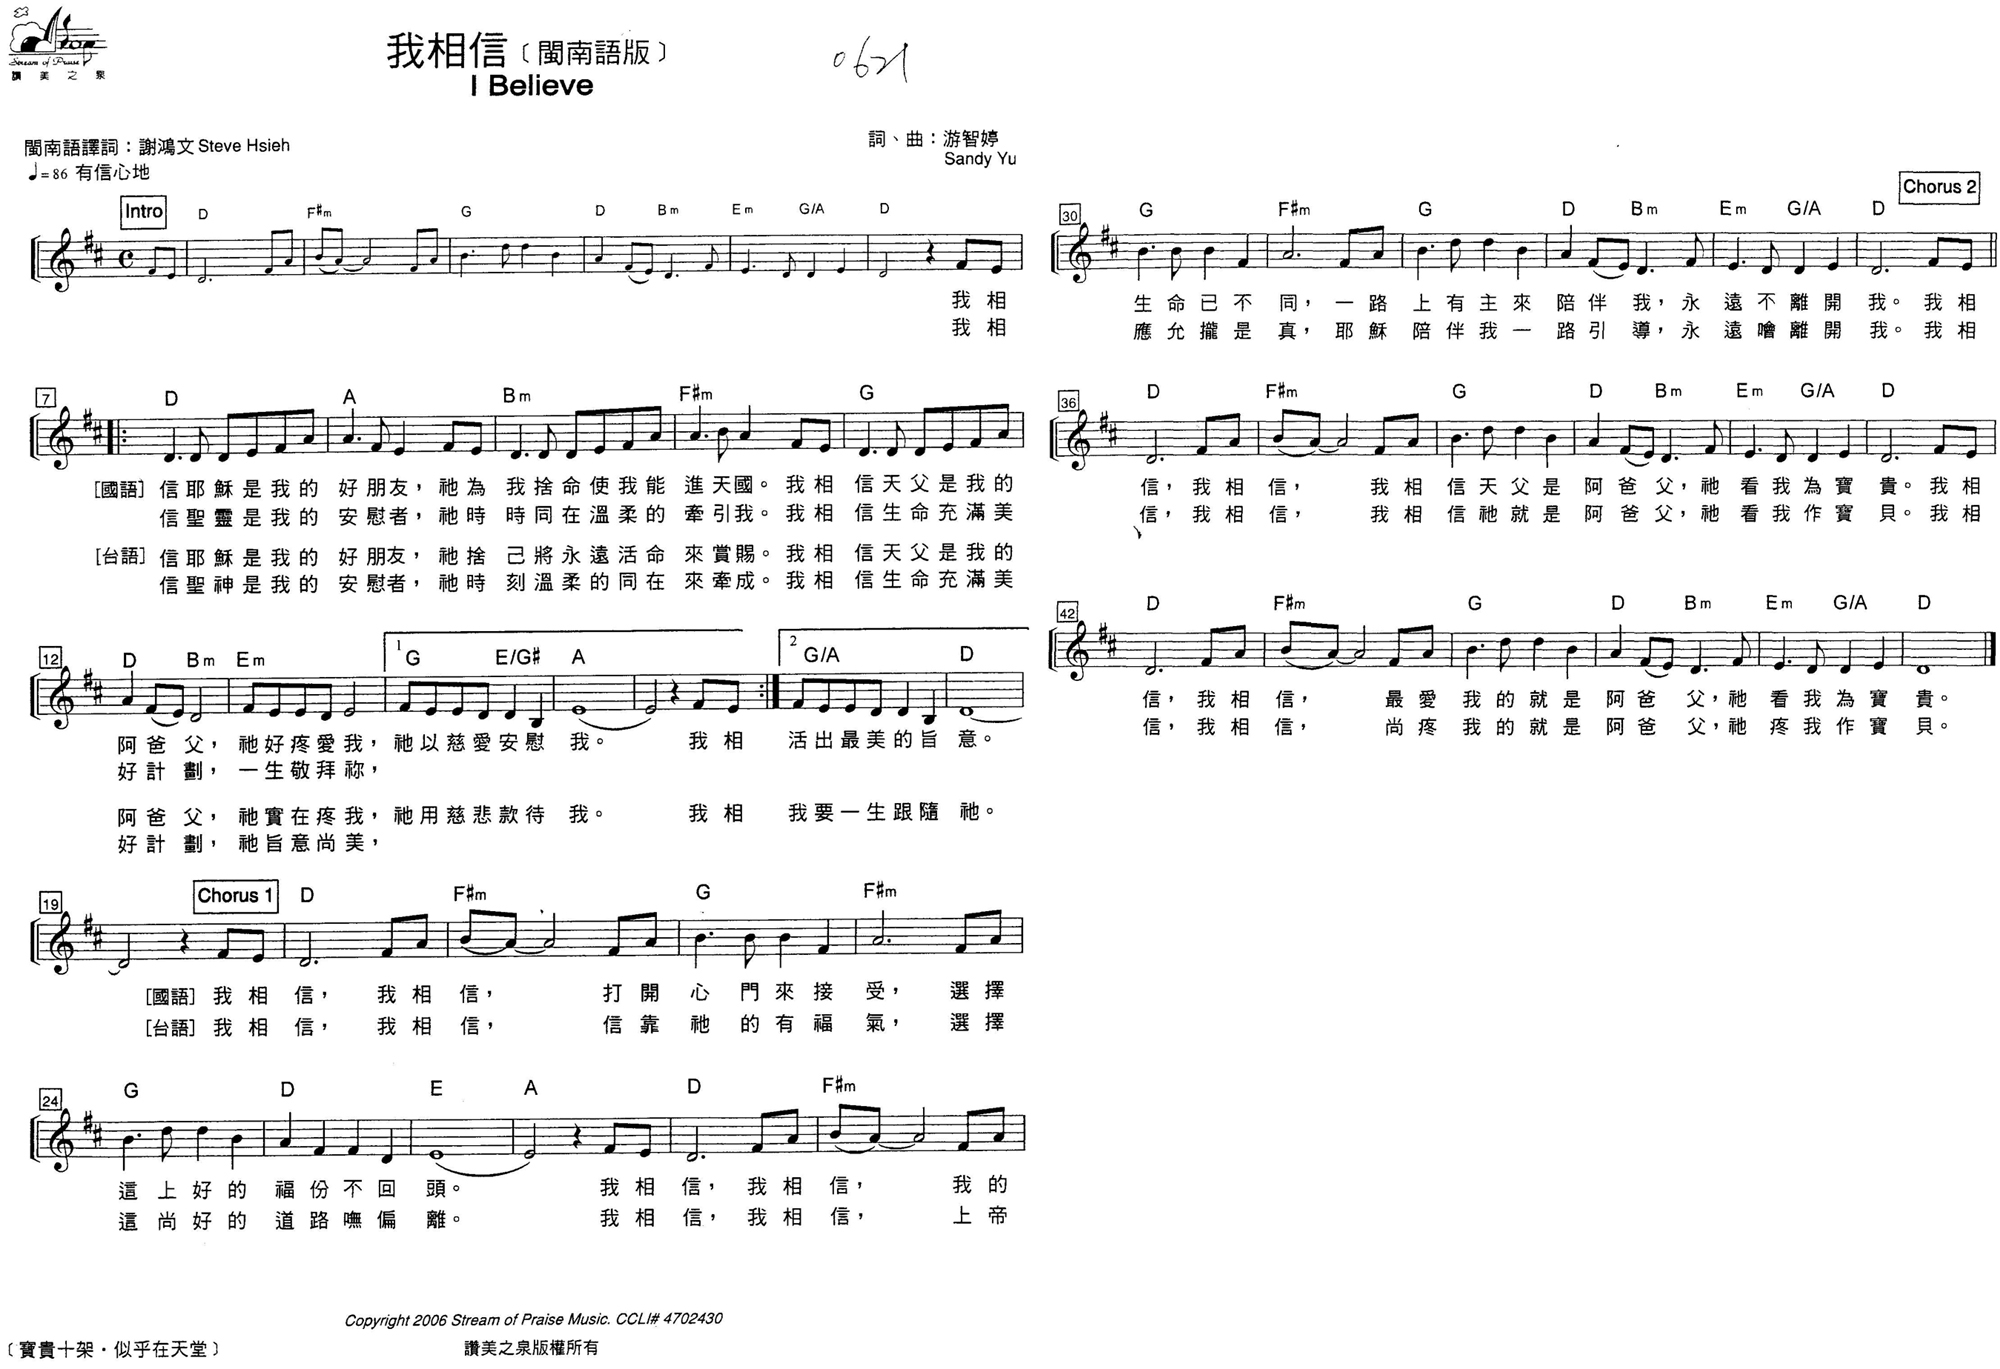 Stream of Praise
讚美之泉
我相信﹝閩南語版﹞
I Believe
0621
閩南語譯詞：謝鴻文 Steve Hsieh
詞、曲：游智婷
Sandy Yu
♩=86 有信心地
Intro
D F#m G D Bm Em G/A D
我相
我相
7
D A Bm F#m G
[國語] 信耶穌是我的好朋友，祂為我捨命使我能進天國。我相信天父是我的
信聖靈是我的安慰者，祂時時同在溫柔的牽引我。我相信生命充滿美
[台語] 信耶穌是我的好朋友，祂捨己將永遠活命來賞賜。我相信天父是我的
信聖神是我的安慰者，祂時刻溫柔的同在來牽成。我相信生命充滿美
12
1 2
D Bm Em G E/G# A G/A D
阿爸父，祂好疼愛我，祂以慈愛安慰我。我相活出最美的旨意。
好計劃，一生敬拜祢，
阿爸父，祂實在疼我，祂用慈悲款待我。我相我要一生跟隨祂。
好計劃，祂旨意尚美，
19
Chorus 1
D F#m G F#m
[國語] 我相信，我相信，打開心門來接受，選擇
[台語] 我相信，我相信，信靠祂的有福氣，選擇
24
G D E A D F#m
這上好的福份不回頭。我相信，我相信，我的
這尚好的道路嘸偏離。我相信，我相信，上帝
30
Chorus 2
G F#m G D Bm Em G/A D
生命已不同，一路上有主來陪伴我，永遠不離開我。我相
應允攏是真，耶穌陪伴我一路引導，永遠噲離開我。我相
36
D F#m G D Bm Em G/A D
信，我相信，我相信天父是阿爸父，祂看我為寶貴。我相
信，我相信，我相信祂就是阿爸父，祂看我作寶貝。我相
42
D F#m G D Bm Em G/A D
信，我相信，最愛我的就是阿爸父，祂看我為寶貴。
信，我相信，尚疼我的就是阿爸父，祂疼我作寶貝。
Copyright 2006 Stream of Praise Music. CCLI# 4702430
﹝寶貴十架・似乎在天堂﹞
讚美之泉版權所有